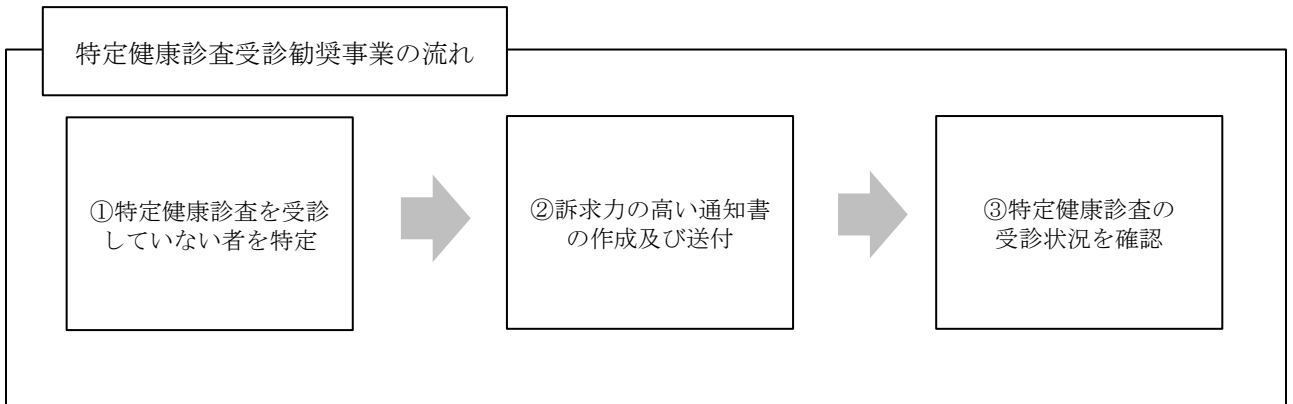 特定健康診査受診勧奨事業の流れ
①特定健康診査を受診
していない者を特定
②訴求力の高い通知書
の作成及び送付
③特定健康診査の
受診状況を確認